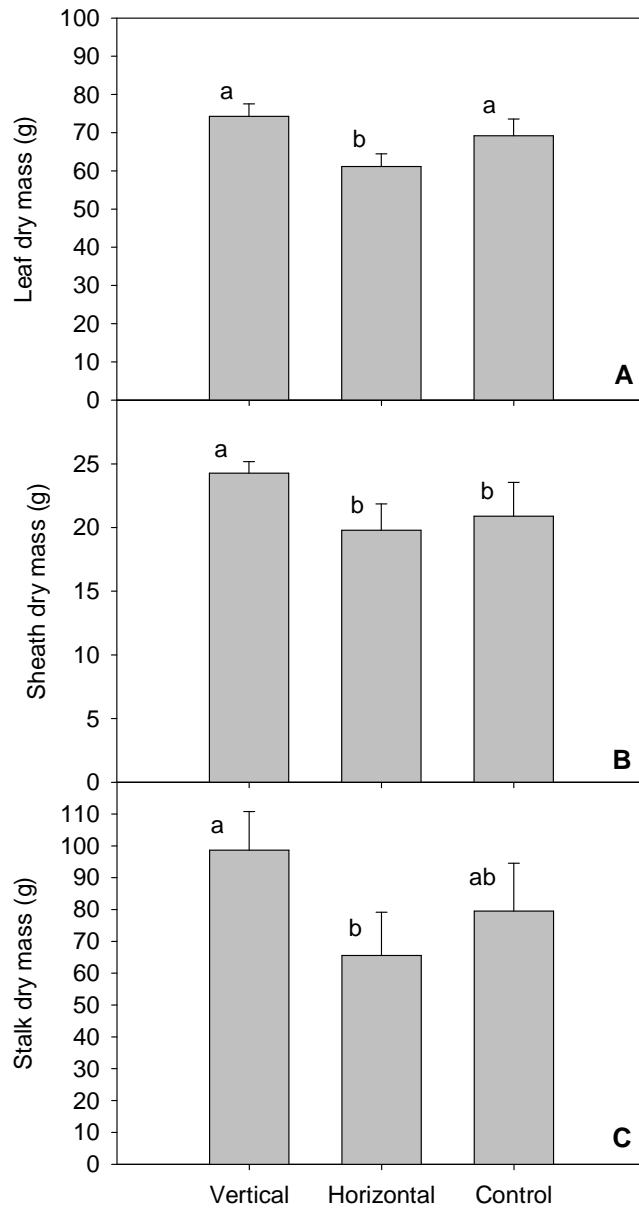 100
90
80
70
60
50
40
30
20
10
0
Leaf dry mass (g)
a
b
a
A
25
20
15
10
5
0
Sheath dry mass (g)
a
b
b
B
110
100
90
80
70
60
50
40
30
20
10
0
Stalk dry mass (g)
a
b
ab
C
Vertical Horizontal Control